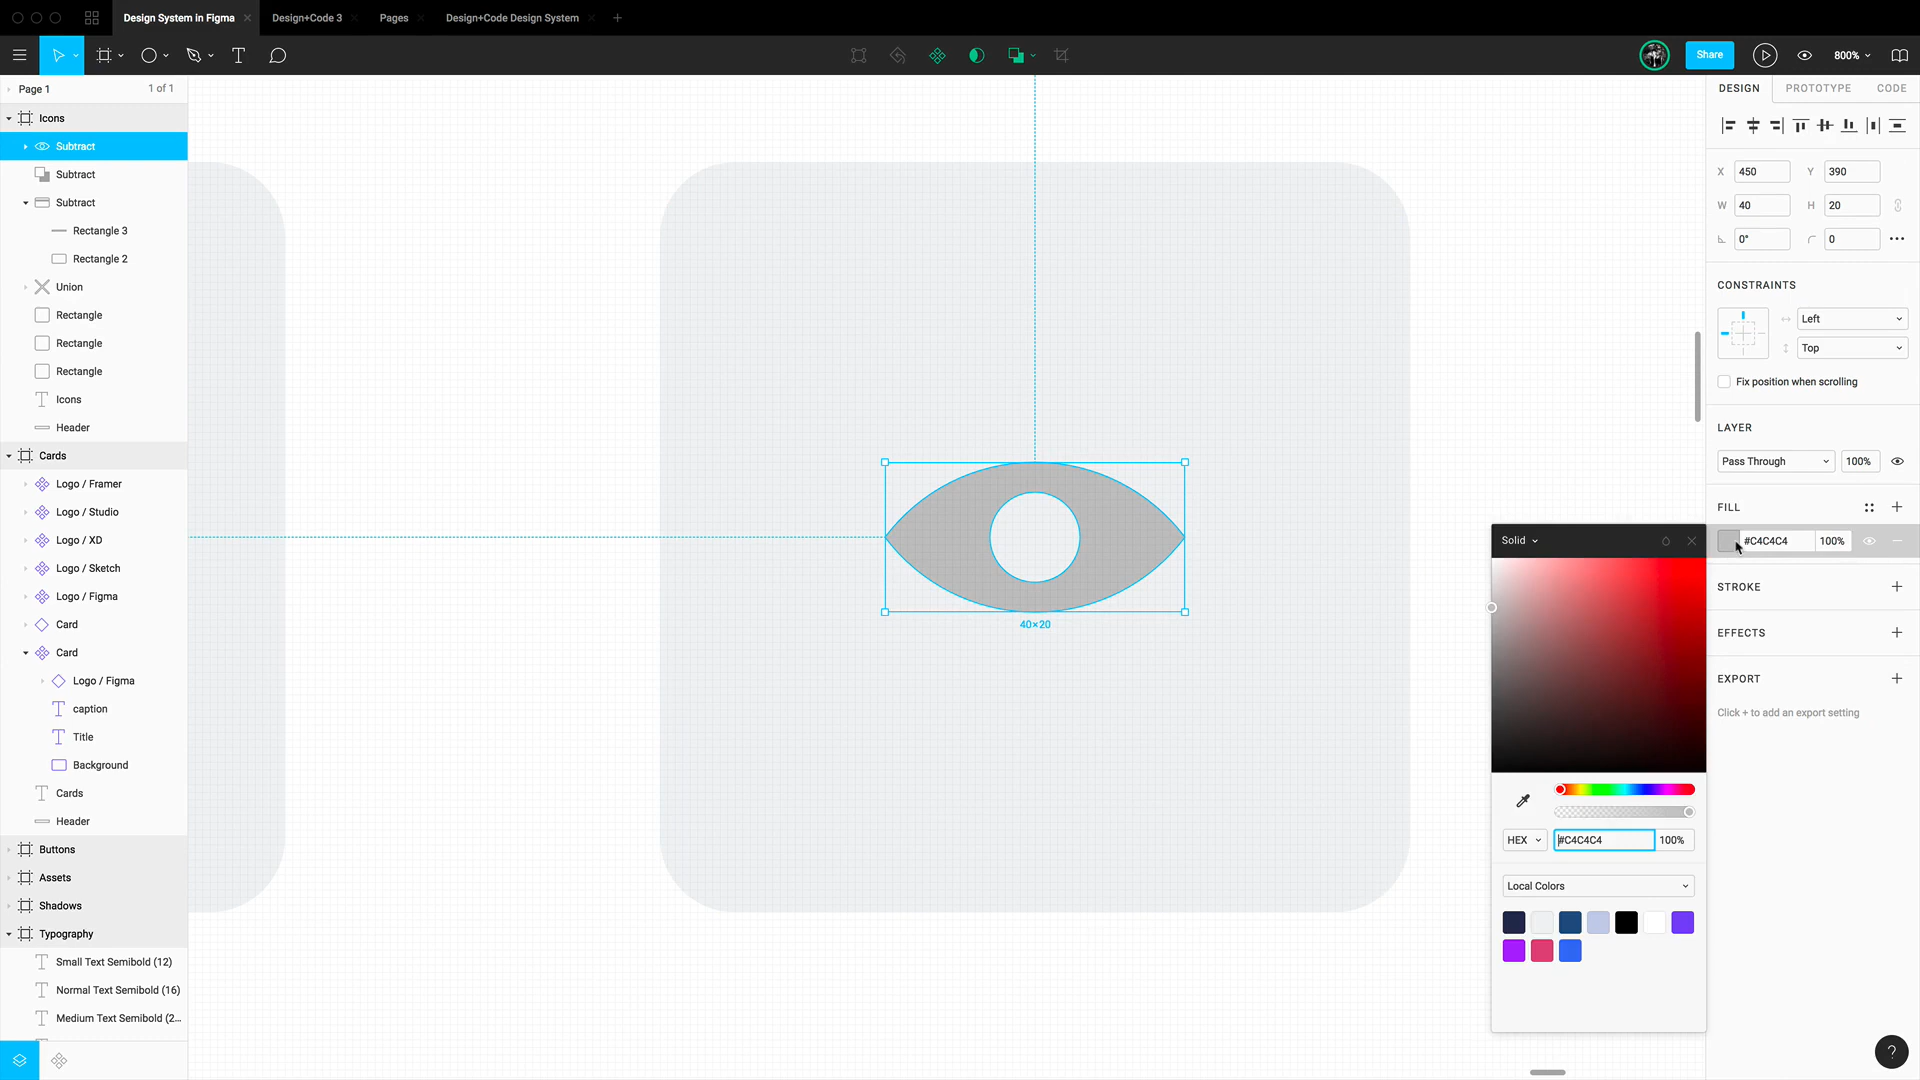 Design System in Figma
Design+Code 3
Pages
Design+Code Design System
Share
800%
Page 1
1 of 1
DESIGN
PROTOTYPE
CODE
Icons
Subtract
Subtract
Subtract
Rectangle 3
Rectangle 2
Union
Rectangle
Rectangle
Rectangle
Icons
Header
Cards
Logo / Framer
Logo / Studio
Logo / XD
Logo / Sketch
Logo / Figma
Card
Card
Logo / Figma
caption
Title
Background
Cards
Header
Buttons
Assets
Shadows
Typography
Small Text Semibold (12)
Normal Text Semibold (16)
Medium Text Semibold (2...
40×20
X 450 Y 390
W 40 H 20
0° 0
CONSTRAINTS
Left
Top
Fix position when scrolling
LAYER
Pass Through 100%
FILL
#C4C4C4 100%
STROKE
EFFECTS
EXPORT
Click + to add an export setting
Solid
HEX #C4C4C4 100%
Local Colors
?